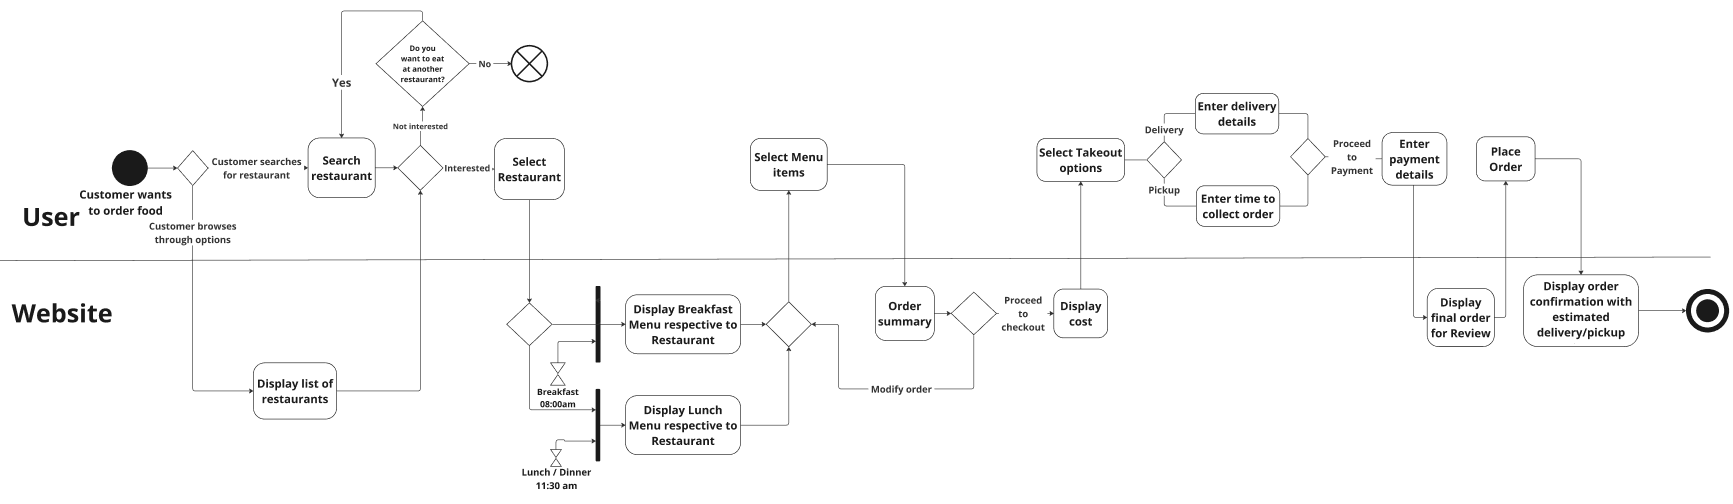 Do you
want to eat
at another
restaurant?
No
Yes
Not interested
Customer wants
to order food
Customer searches
for restaurant
Search
restaurant
Interested
Select
Restaurant
Customer browses
through options
User
Select Menu
items
Select Takeout
options
Delivery
Pickup
Enter delivery
details
Enter time to
collect order
Proceed
to
Payment
Enter
payment
details
Place
Order
Website
Display list of
restaurants
Breakfast
08:00am
Lunch / Dinner
11:30 am
Display Breakfast
Menu respective to
Restaurant
Display Lunch
Menu respective to
Restaurant
Order
summary
Proceed
to
checkout
Modify order
Display
cost
Display
final order
for Review
Display order
confirmation with
estimated
delivery/pickup